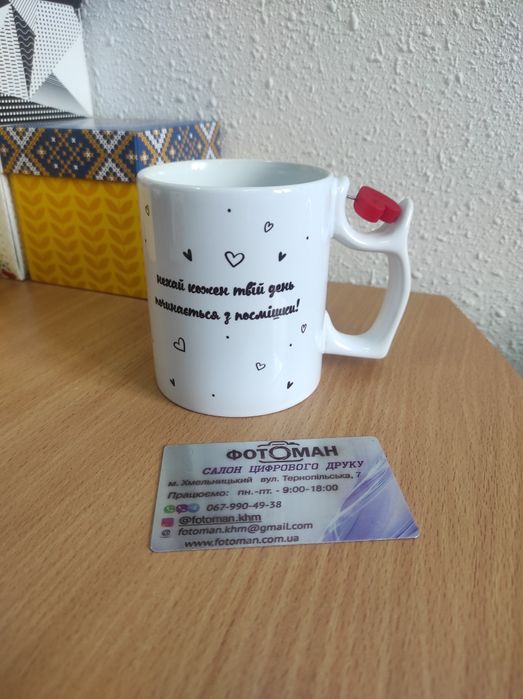 нехай кожен твій день
починається з посмішки!
ФОТОМАН
САЛОН ЦИФРОВОГО ДРУКУ
м. Хмельницький вул. Тернопільська, 7
Працюємо: пн.-пт. - 9:00-18:00
067-990-49-38
@fotoman.khm
@ fotoman.khm@gmail.com
www.fotoman.com.ua